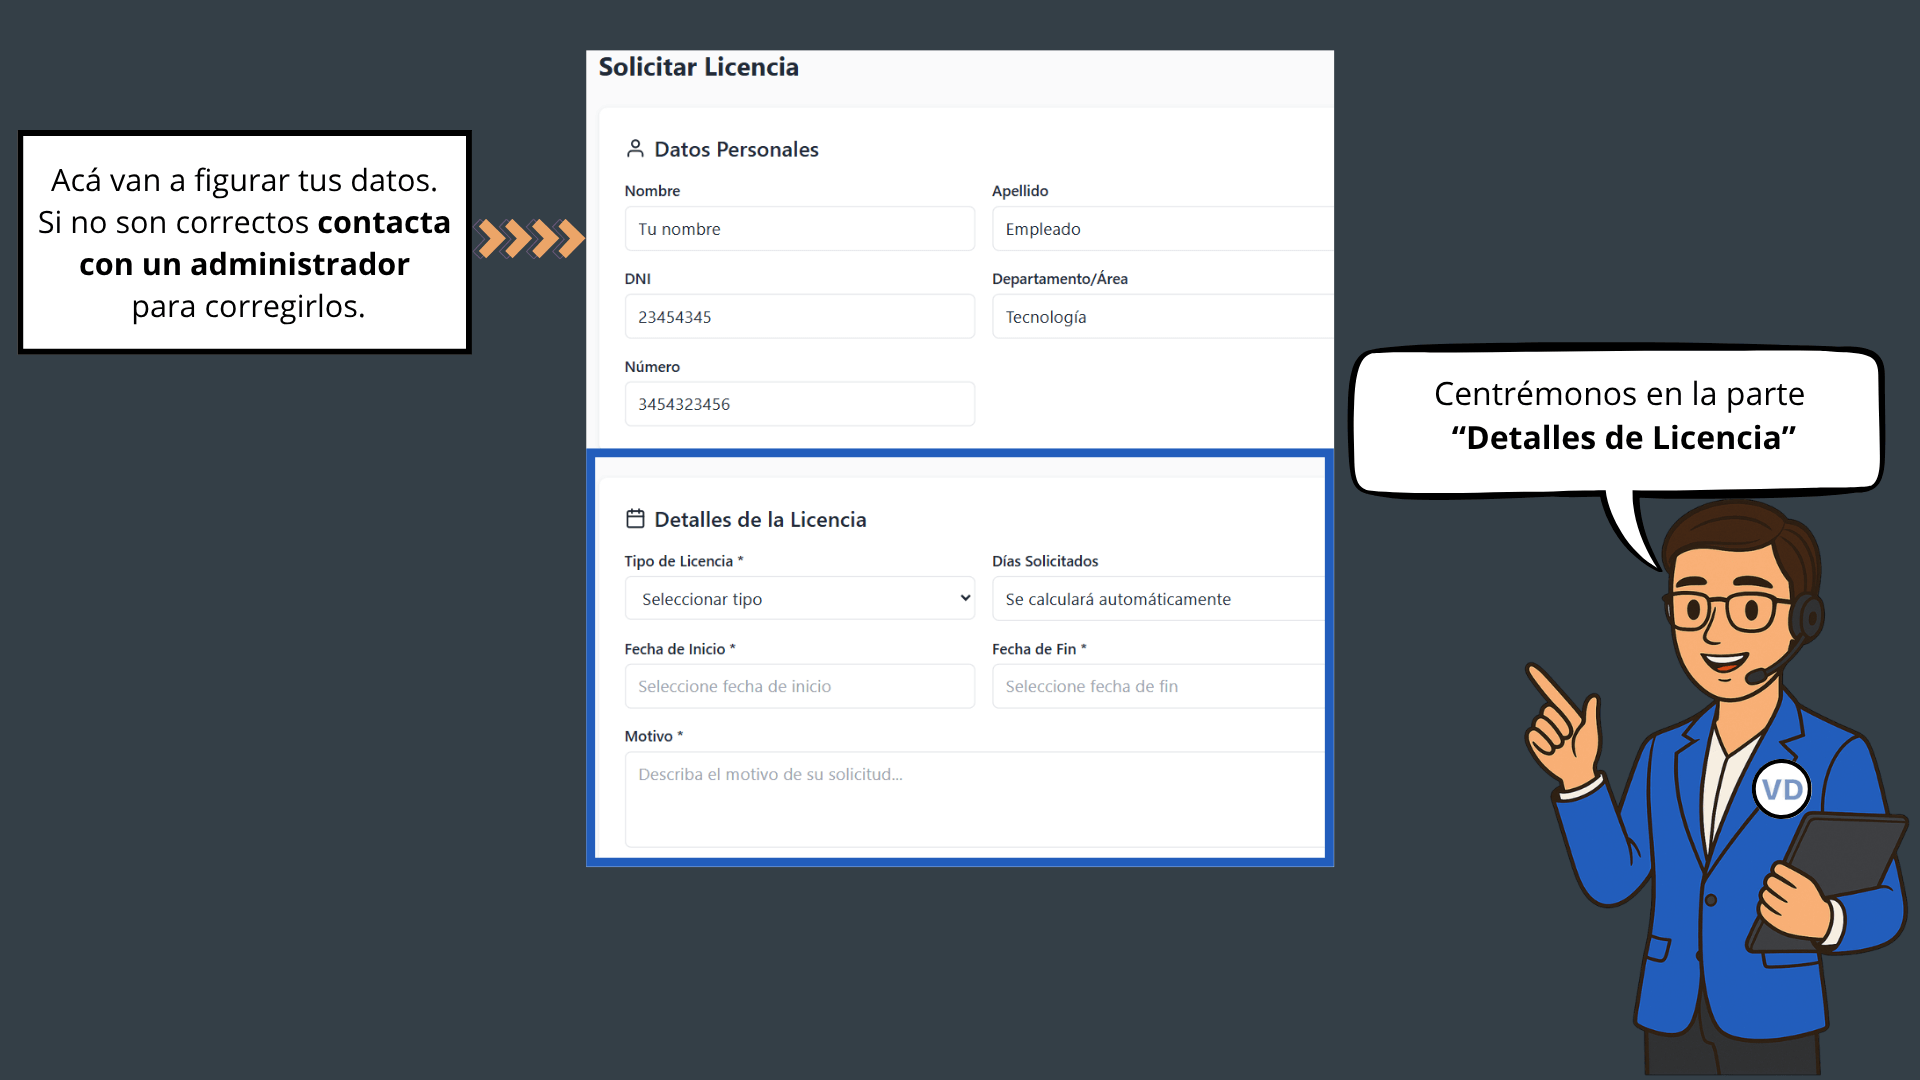 Solicitar Licencia
Acá van a figurar tus datos.
Si no son correctos contacta
con un administrador
para corregirlos.
Datos Personales
Nombre
Apellido
Tu nombre
Empleado
DNI
Departamento/Área
23454345
Tecnología
Número
3454323456
Centrémonos en la parte
“Detalles de Licencia”
Detalles de la Licencia
Tipo de Licencia *
Días Solicitados
Seleccionar tipo
Se calculará automáticamente
Fecha de Inicio *
Fecha de Fin *
Seleccione fecha de inicio
Seleccione fecha de fin
Motivo *
Describa el motivo de su solicitud...
VD